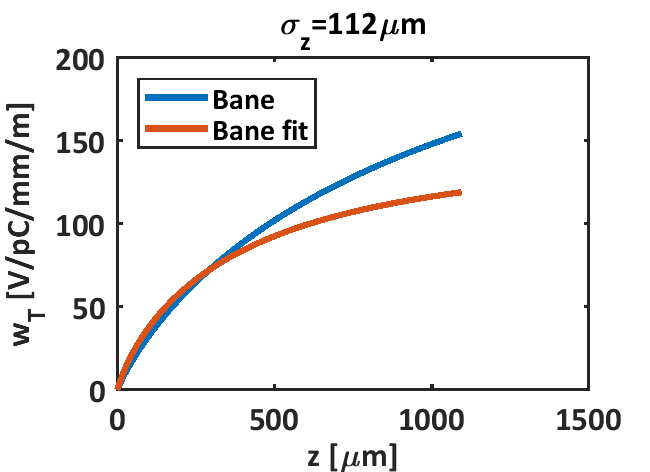 σz=112μm
200
150
100
50
0
Bane
Bane fit
wT [V/pC/mm/m]
0 500 1000 1500
z [μm]